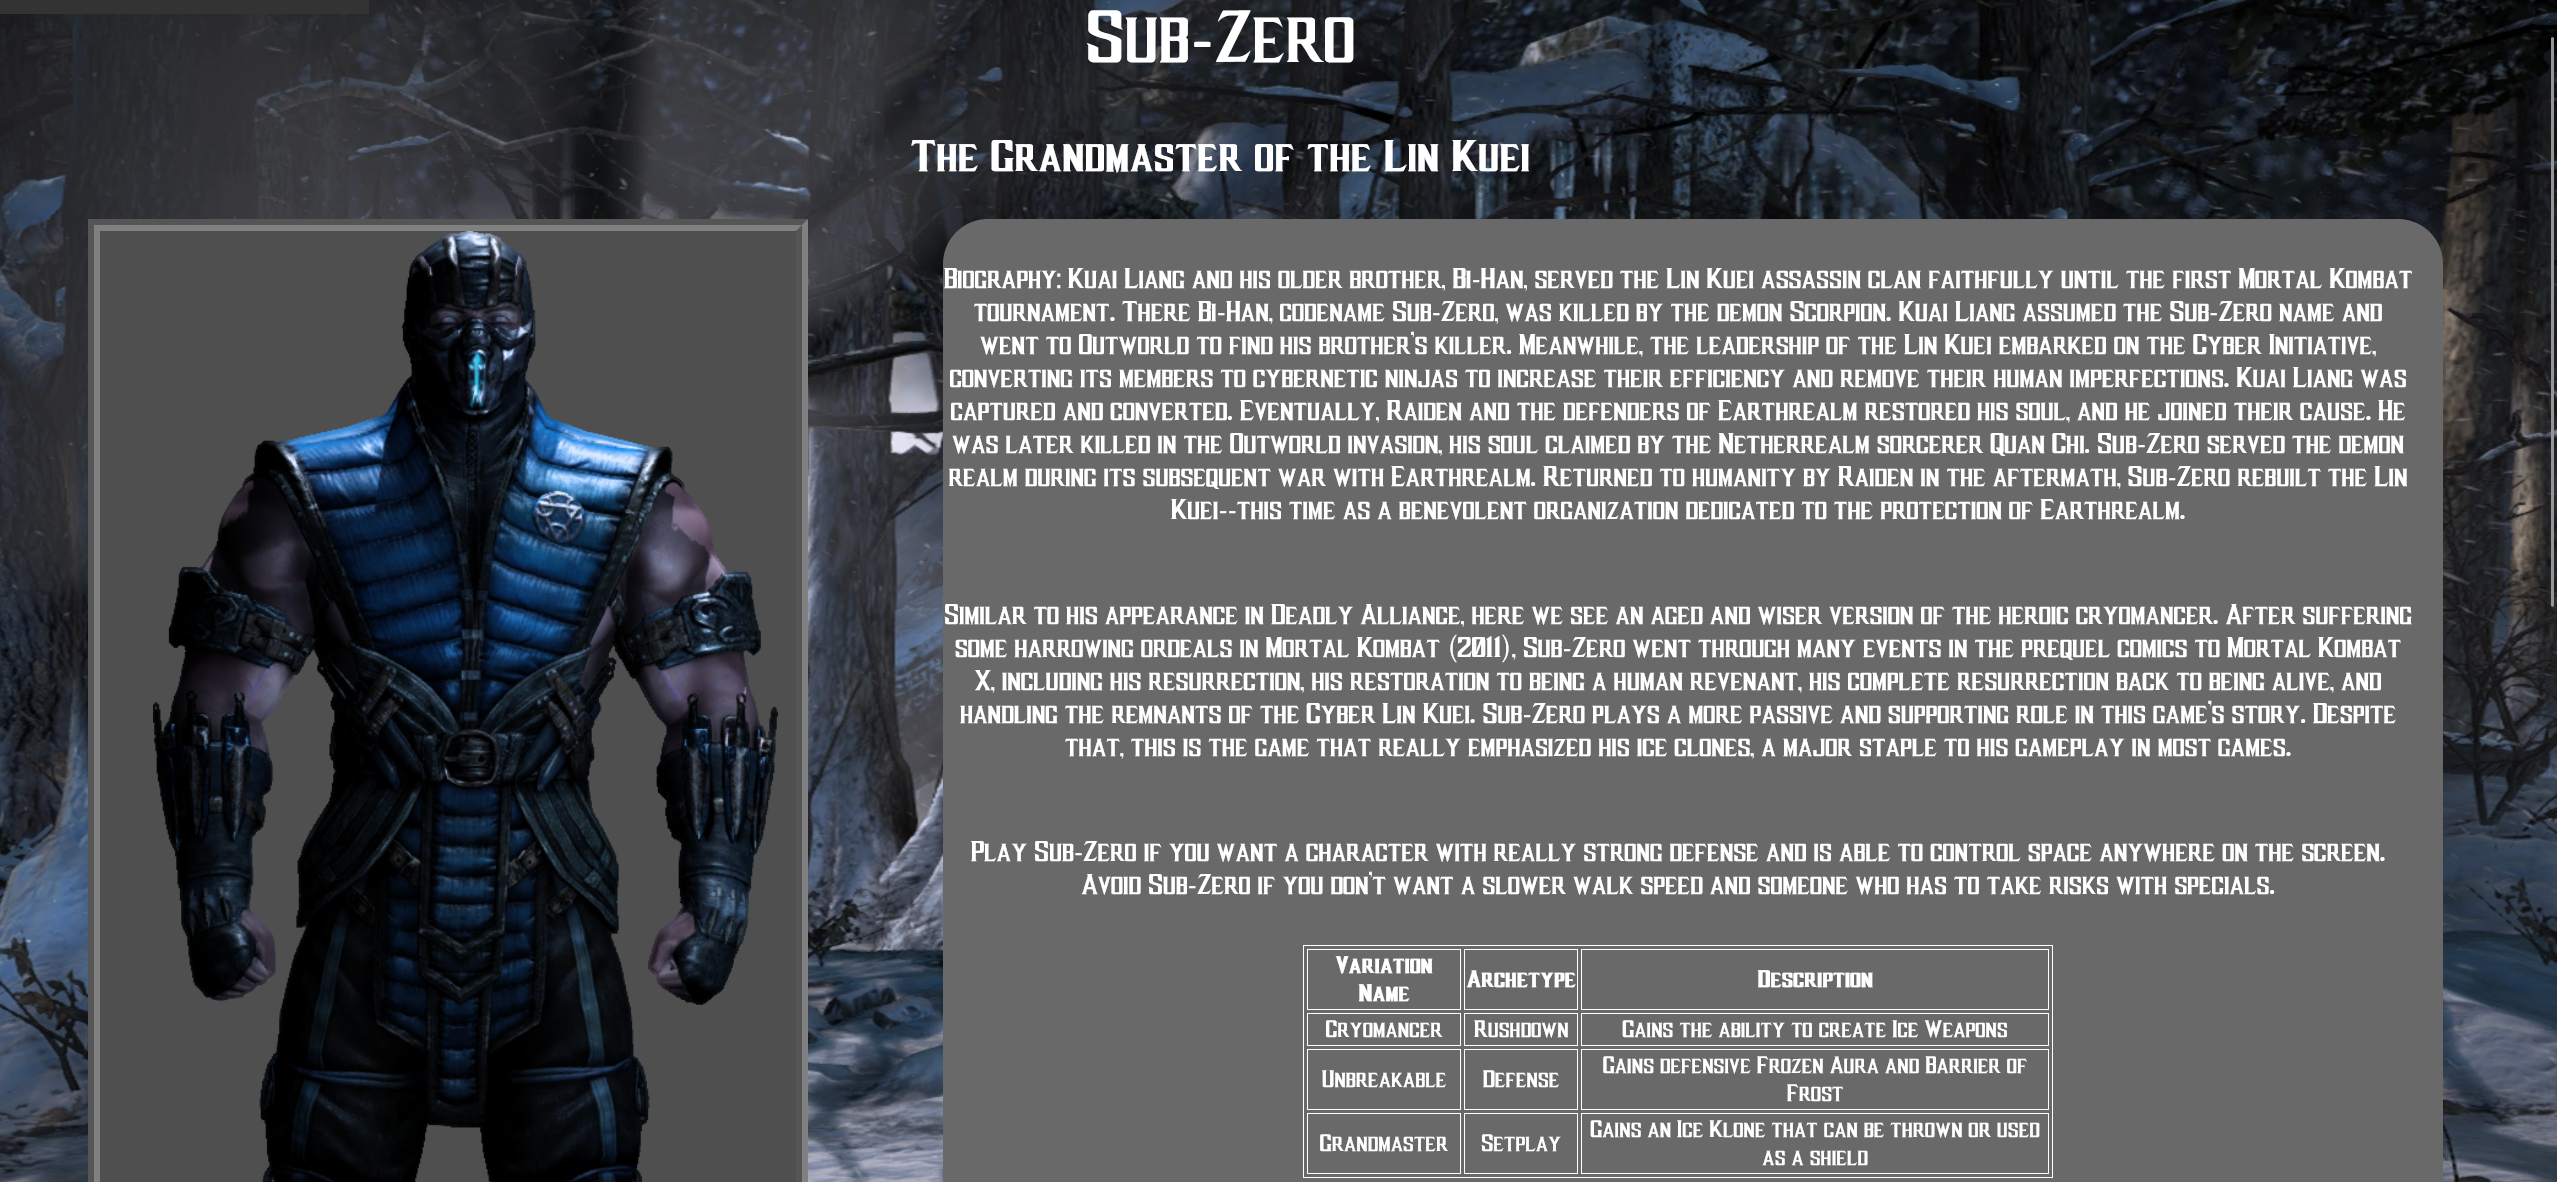 Sub-Zero
The Grandmaster of the Lin Kuei
Biography: Kuai Liang and his older brother, Bi-Han, served the Lin Kuei assassin clan faithfully until the first Mortal Kombat
tournament. There Bi-Han, codename Sub-Zero, was killed by the demon Scorpion. Kuai Liang assumed the Sub-Zero name and
went to Outworld to find his brother's killer. Meanwhile, the leadership of the Lin Kuei embarked on the Cyber Initiative,
converting its members to cybernetic ninjas to increase their efficiency and remove their human imperfections. Kuai Liang was
captured and converted. Eventually, Raiden and the defenders of Earthrealm restored his soul, and he joined their cause. He
was later killed in the Outworld invasion, his soul claimed by the Netherrealm sorcerer Quan Chi. Sub-Zero served the demon
realm during its subsequent war with Earthrealm. Returned to humanity by Raiden in the aftermath, Sub-Zero rebuilt the Lin
Kuei--this time as a benevolent organization dedicated to the protection of Earthrealm.
Similar to his appearance in Deadly Alliance, here we see an aged and wiser version of the heroic cryomancer. After suffering
some harrowing ordeals in Mortal Kombat (2011), Sub-Zero went through many events in the prequel comics to Mortal Kombat
X, including his resurrection, his restoration to being a human revenant, his complete resurrection back to being alive, and
handling the remnants of the Cyber Lin Kuei. Sub-Zero plays a more passive and supporting role in this game's story. Despite
that, this is the game that really emphasized his ice clones, a major staple to his gameplay in most games.
Play Sub-Zero if you want a character with really strong defense and is able to control space anywhere on the screen.
Avoid Sub-Zero if you don't want a slower walk speed and someone who has to take risks with specials.
Variation
Name
Archetype
Description
Cryomancer
Rushdown
Gains the ability to create Ice Weapons
Unbreakable
Defense
Gains defensive Frozen Aura and Barrier of
Frost
Grandmaster
Setplay
Gains an Ice Klone that can be thrown or used
as a shield